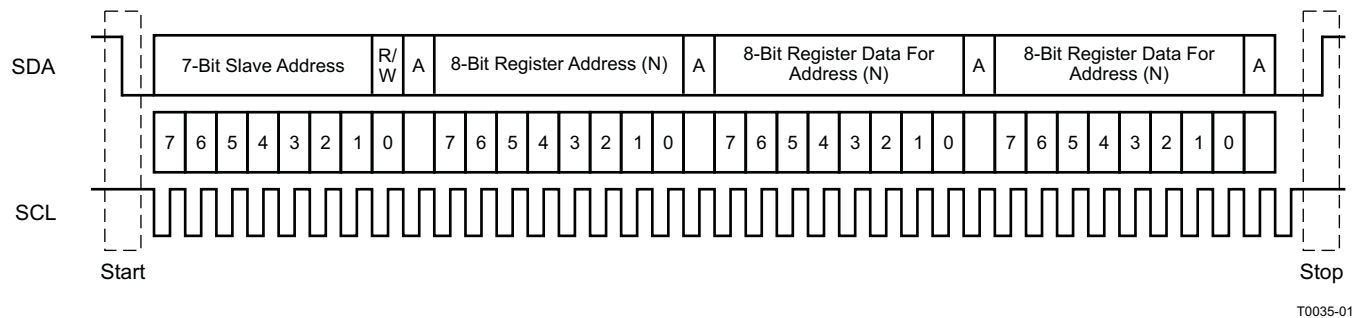 SDA
7-Bit Slave Address
R/
W
A
8-Bit Register Address (N)
A
8-Bit Register Data For
Address (N)
A
8-Bit Register Data For
Address (N)
A
7 6 5 4 3 2 1 0 7 6 5 4 3 2 1 0 7 6 5 4 3 2 1 0 7 6 5 4 3 2 1 0
SCL
Start
Stop
T0035-01